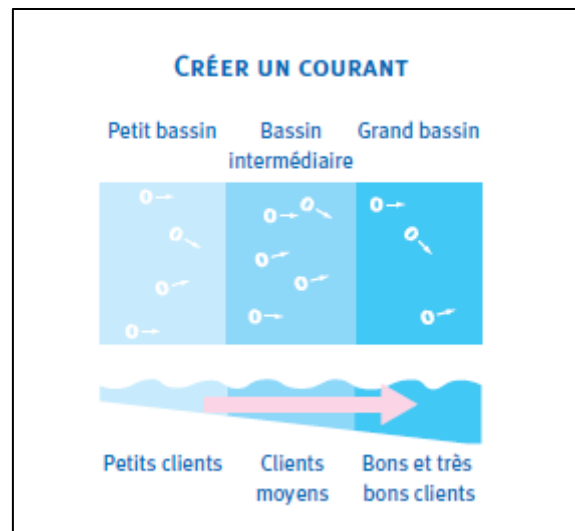 CRÉER UN COURANT
Petit bassin
Bassin
intermédiaire
Grand bassin
Petits clients
Clients
moyens
Bons et très
bons clients